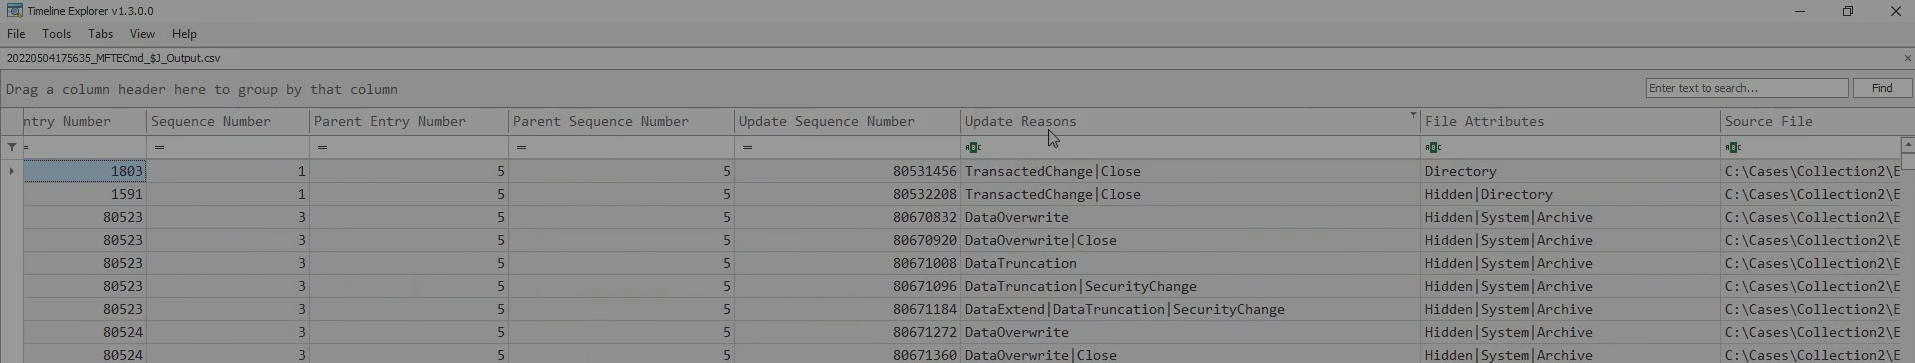 Timeline Explorer v1.3.0.0
File Tools Tabs View Help
20220504175635_MFTECmd_$J_Output.csv
Drag a column header here to group by that column
Enter text to search... Find
ntry Number Sequence Number Parent Entry Number Parent Sequence Number Update Sequence Number Update Reasons File Attributes Source File
= = = = =
1803 1 5 5 80531456 TransactedChange|Close Directory C:\Cases\Collection2\E
1591 1 5 5 80532208 TransactedChange|Close Hidden|Directory C:\Cases\Collection2\E
80523 3 5 5 80670832 DataOverwrite Hidden|System|Archive C:\Cases\Collection2\E
80523 3 5 5 80670920 DataOverwrite|Close Hidden|System|Archive C:\Cases\Collection2\E
80523 3 5 5 80671008 DataTruncation Hidden|System|Archive C:\Cases\Collection2\E
80523 3 5 5 80671096 DataTruncation|SecurityChange Hidden|System|Archive C:\Cases\Collection2\E
80523 3 5 5 80671184 DataExtend|DataTruncation|SecurityChange Hidden|System|Archive C:\Cases\Collection2\E
80524 3 5 5 80671272 DataOverwrite Hidden|System|Archive C:\Cases\Collection2\E
80524 3 5 5 80671360 DataOverwrite|Close Hidden|System|Archive C:\Cases\Collection2\E